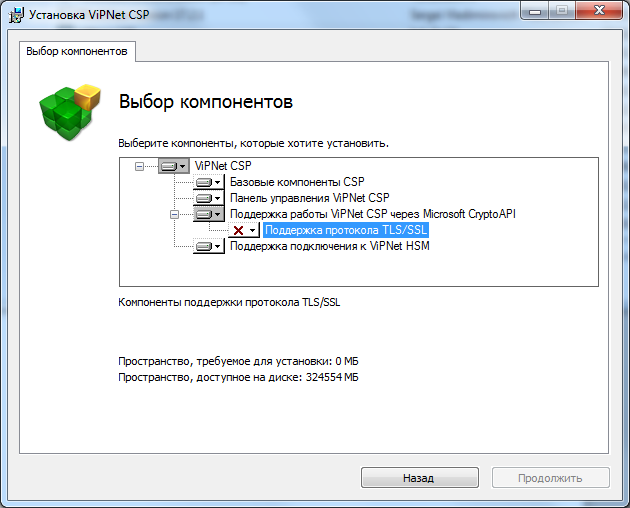 Установка ViPNet CSP
Выбор компонентов
Выбор компонентов
Выберите компоненты, которые хотите установить.
ViPNet CSP
Базовые компоненты CSP
Панель управления ViPNet CSP
Поддержка работы ViPNet CSP через Microsoft CryptoAPI
Поддержка протокола TLS/SSL
Поддержка подключения к ViPNet HSM
Компоненты поддержки протокола TLS/SSL
Пространство, требуемое для установки: 0 МБ
Пространство, доступное на диске: 324554 МБ
Назад
Продолжить